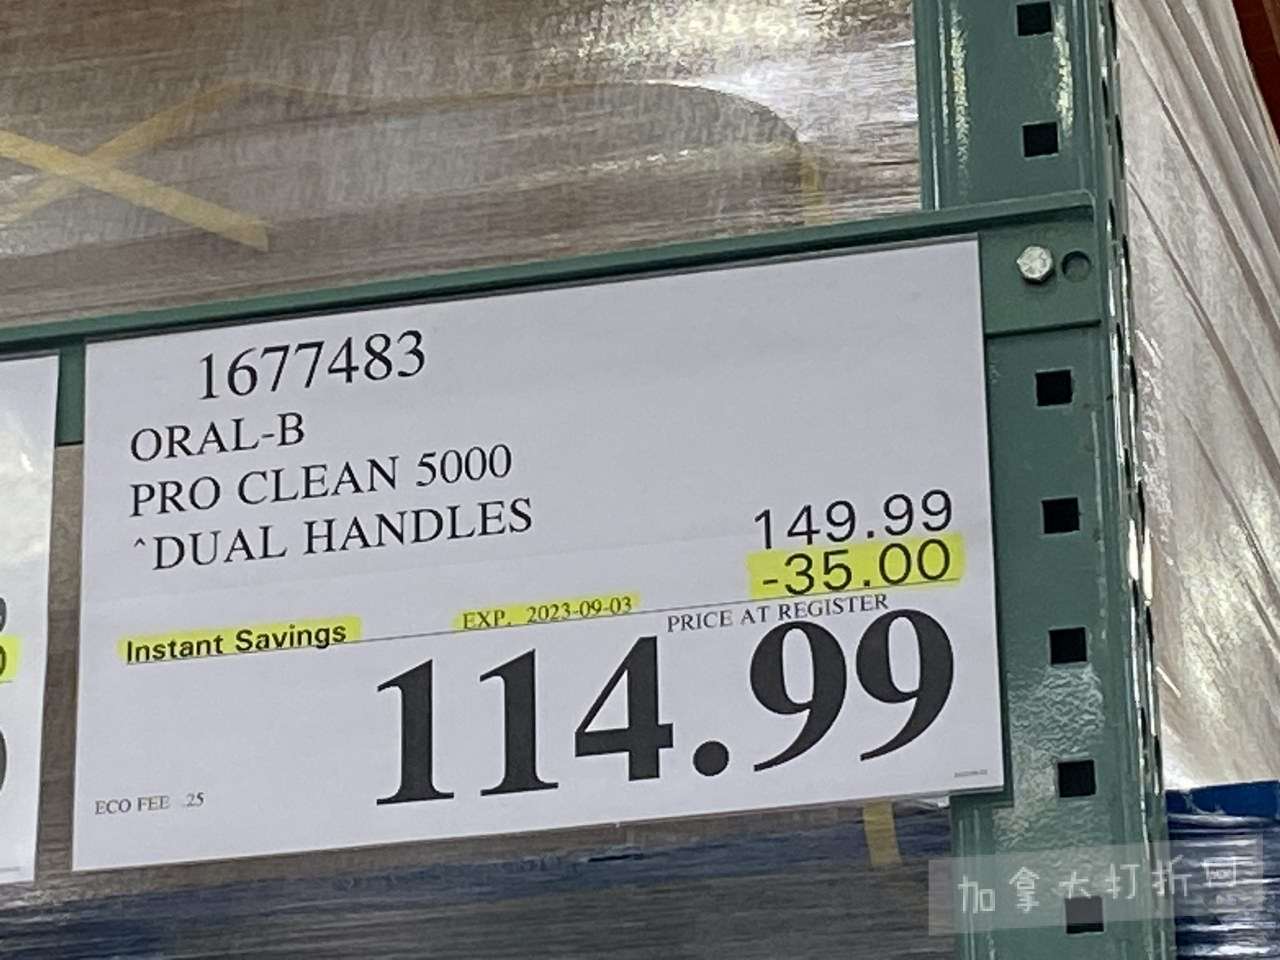 1677483
ORAL-B
PRO CLEAN 5000
^DUAL HANDLES
149.99
-35.00
Instant Savings
EXP. 2023-09-03
PRICE AT REGISTER
114.99
ECO FEE .25
加拿大打折网